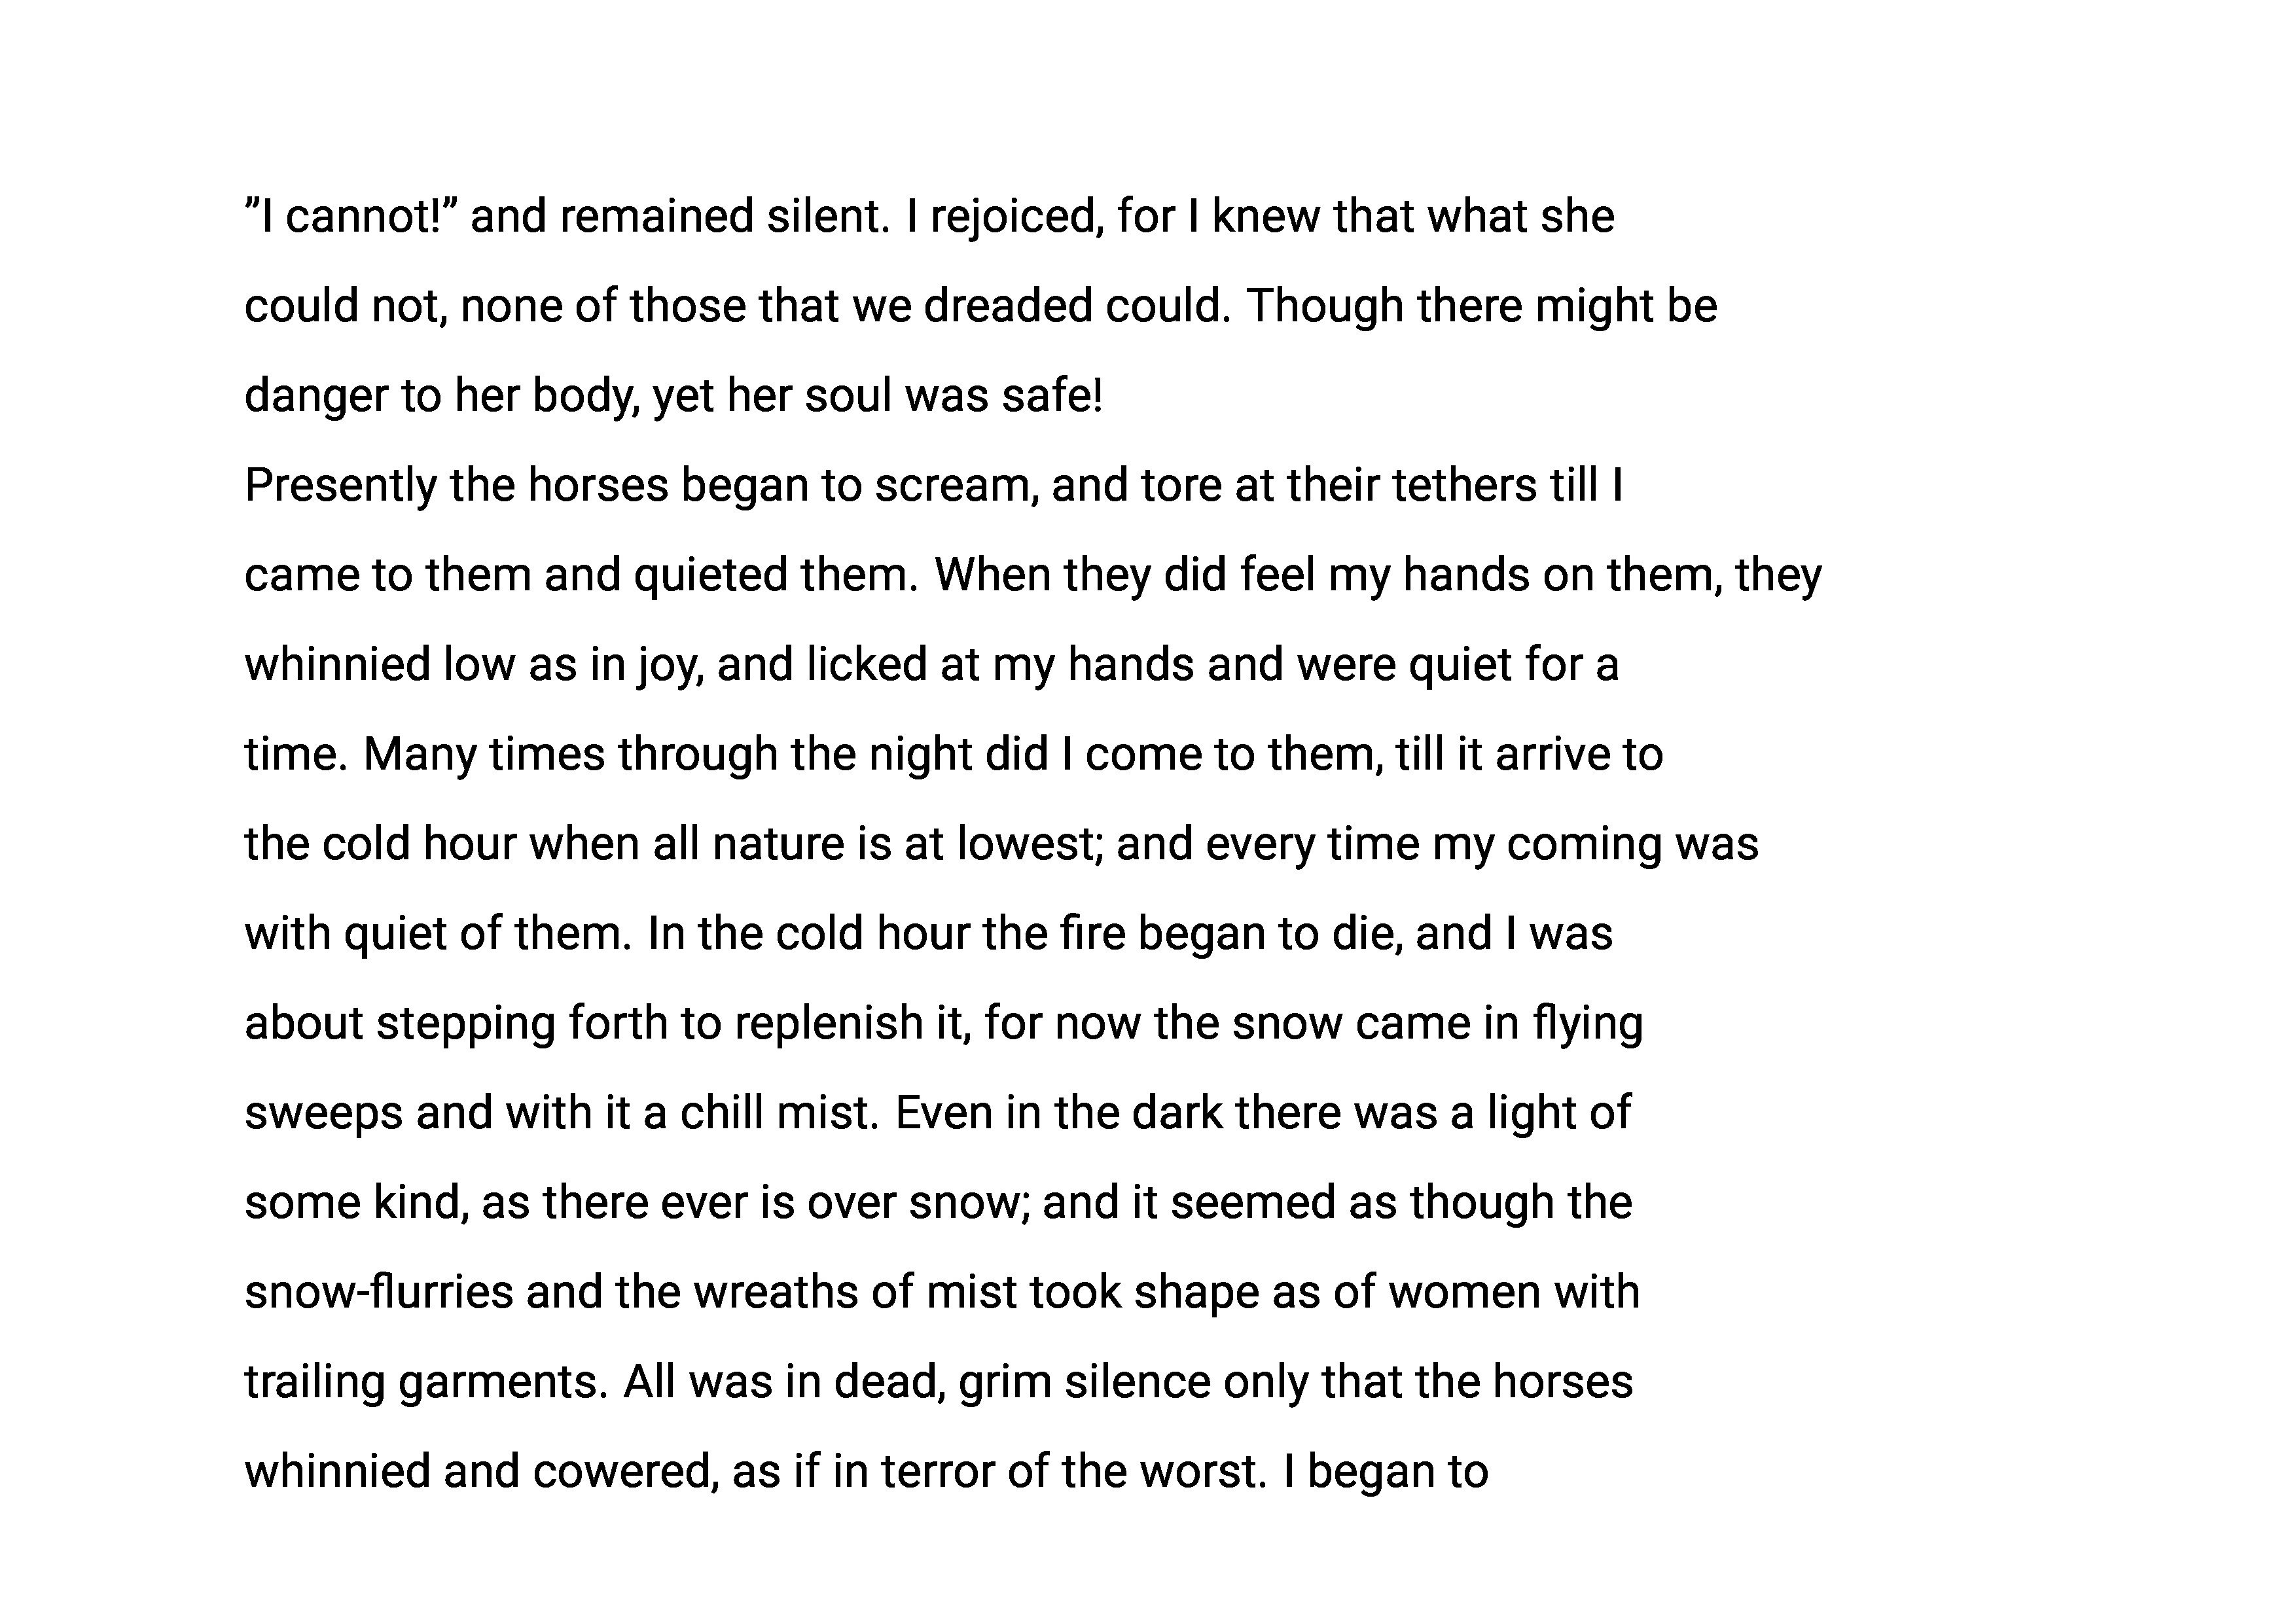 ”I cannot!” and remained silent. I rejoiced, for I knew that what she
could not, none of those that we dreaded could. Though there might be
danger to her body, yet her soul was safe!
Presently the horses began to scream, and tore at their tethers till I
came to them and quieted them. When they did feel my hands on them, they
whinnied low as in joy, and licked at my hands and were quiet for a
time. Many times through the night did I come to them, till it arrive to
the cold hour when all nature is at lowest; and every time my coming was
with quiet of them. In the cold hour the fire began to die, and I was
about stepping forth to replenish it, for now the snow came in flying
sweeps and with it a chill mist. Even in the dark there was a light of
some kind, as there ever is over snow; and it seemed as though the
snow-flurries and the wreaths of mist took shape as of women with
trailing garments. All was in dead, grim silence only that the horses
whinnied and cowered, as if in terror of the worst. I began to